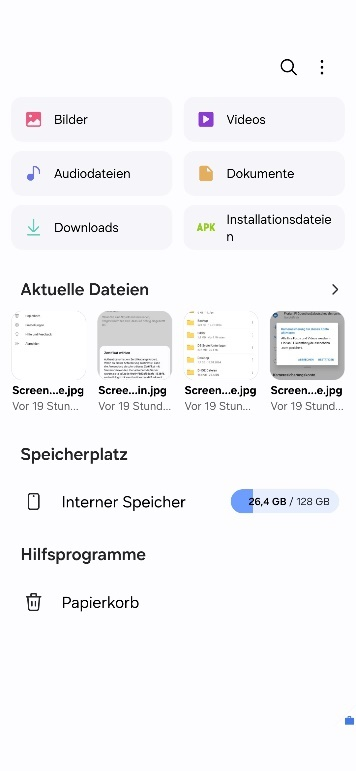 Bilder
Videos
Audiodateien
Dokumente
Downloads
APK
Installationsdateie
n
Aktuelle Dateien
Screen...e.jpg
Scree...in.jpg
Screen...e.jpg
Screen...e.jpg
Vor 19 Stun...
Vor 19 Stund...
Vor 19 Stund...
Vor 19 Stund...
Speicherplatz
Interner Speicher
26,4 GB / 128 GB
Hilfsprogramme
Papierkorb